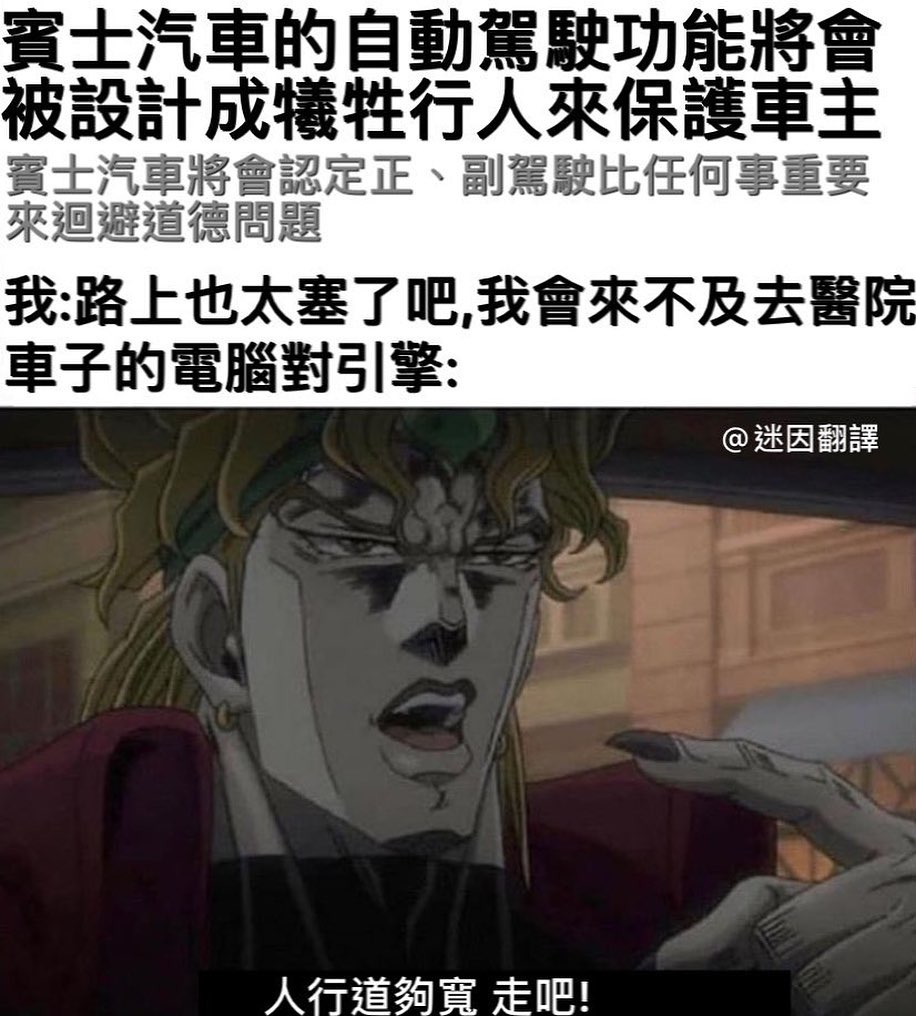 賓士汽車的自動駕駛功能將會
被設計成犧牲行人來保護車主
賓士汽車將會認定正、副駕駛比任何事重要
來迴避道德問題
我:路上也太塞了吧,我會來不及去醫院
車子的電腦對引擎:
@迷因翻譯
人行道夠寬 走吧!